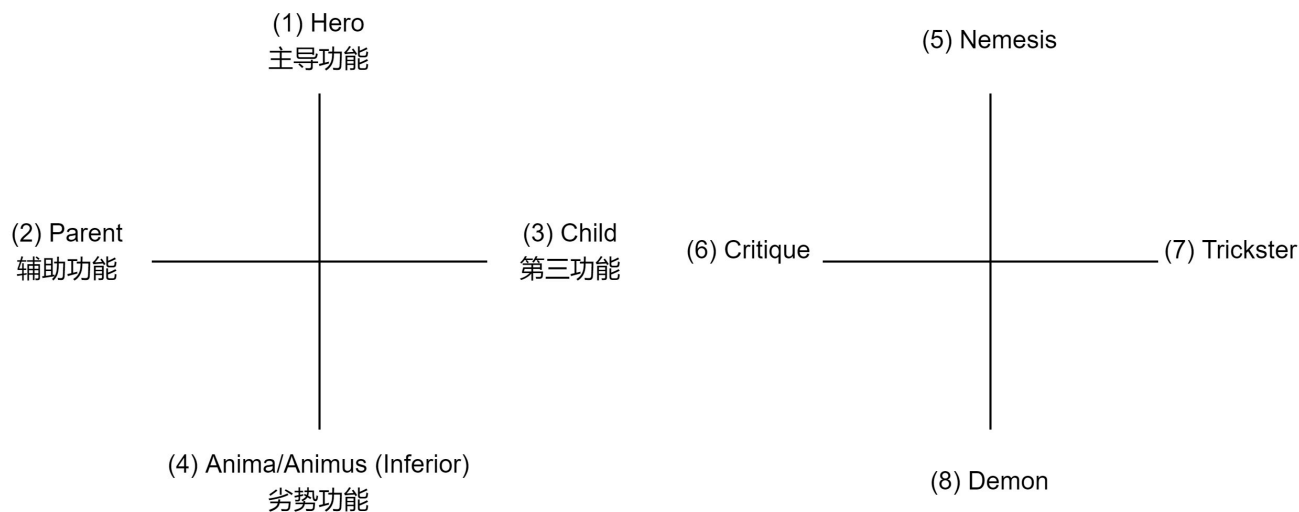 (1) Hero
主导功能
(5) Nemesis
(2) Parent
辅助功能
(3) Child
第三功能
(6) Critique
(7) Trickster
(4) Anima/Animus (Inferior)
劣势功能
(8) Demon